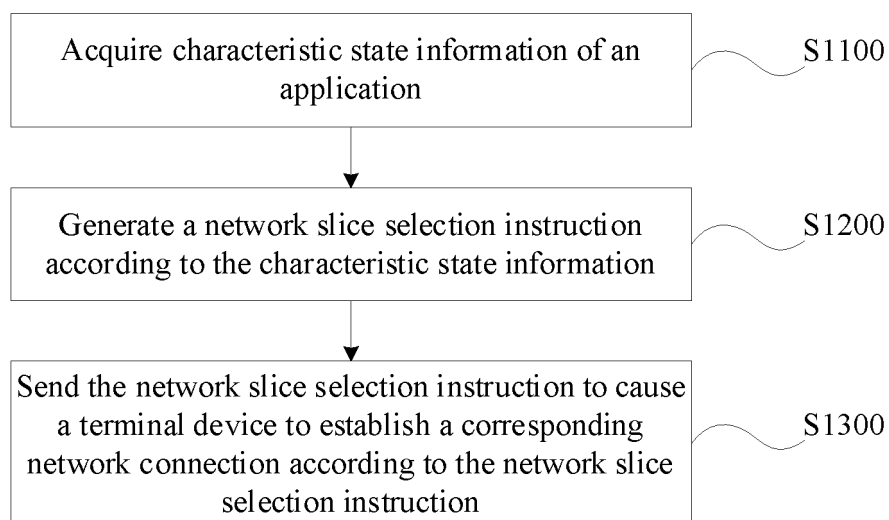 Acquire characteristic state information of an
application
S1100
Generate a network slice selection instruction
according to the characteristic state information
S1200
Send the network slice selection instruction to cause
a terminal device to establish a corresponding
network connection according to the network slice
selection instruction
S1300